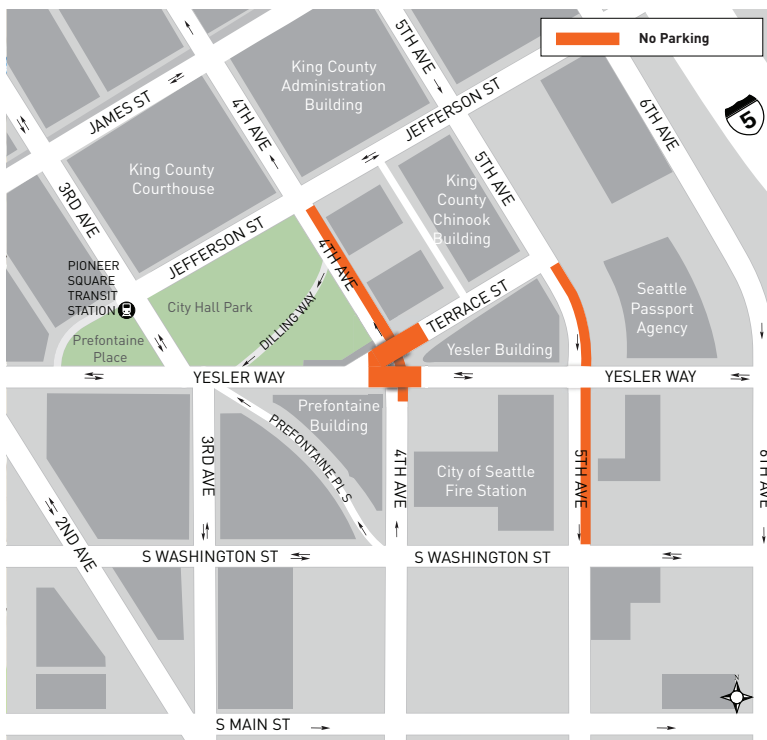 No Parking
5TH AVE
King County
Administration
Building
JAMES ST
4TH AVE
JEFFERSON ST
6TH AVE
5
King County
Courthouse
5TH AVE
King
County
Chinook
Building
3RD AVE
JEFFERSON ST
4TH AVE
PIONEER
SQUARE
TRANSIT
STATION
City Hall Park
DILLING WAY
TERRACE ST
Seattle
Passport
Agency
Prefontaine
Place
Yesler Building
YESLER WAY
YESLER WAY
Prefontaine
Building
PREFONTAINE PL S
3RD AVE
4TH AVE
City of Seattle
Fire Station
5TH AVE
6TH AVE
2ND AVE
S WASHINGTON ST
S WASHINGTON ST
N
S MAIN ST